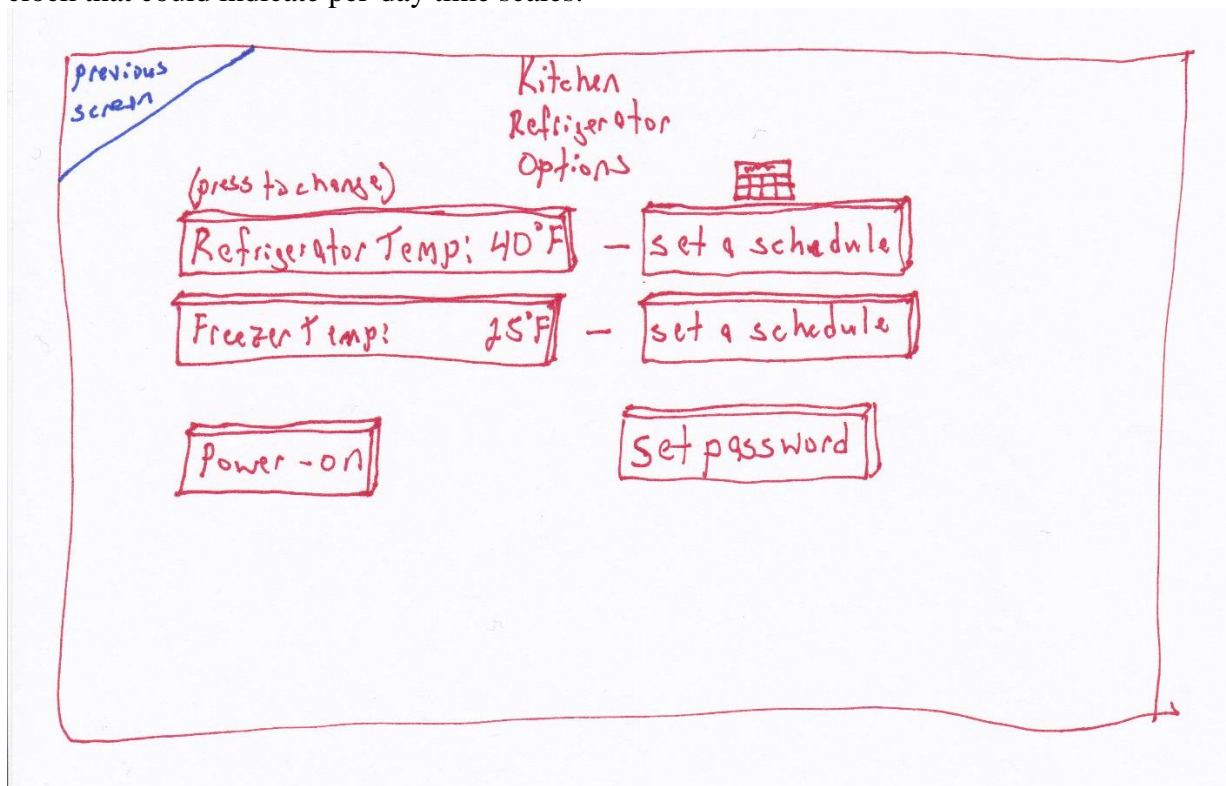 clock that could indicate per-day time scales.
previous
screen
Kitchen
Refrigerator
Options
(press to change)
Refrigerator Temp: 40°F - set a schedule
Freezer Temp: 25°F - set a schedule
Power-on
Set password